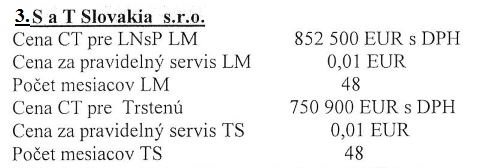 3.S a T Slovakia s.r.o.
Cena CT pre LNsP LM 852 500 EUR s DPH
Cena za pravidelný servis LM 0,01 EUR
Počet mesiacov LM 48
Cena CT pre Trstenú 750 900 EUR s DPH
Cena za pravidelný servis TS 0,01 EUR
Počet mesiacov TS 48